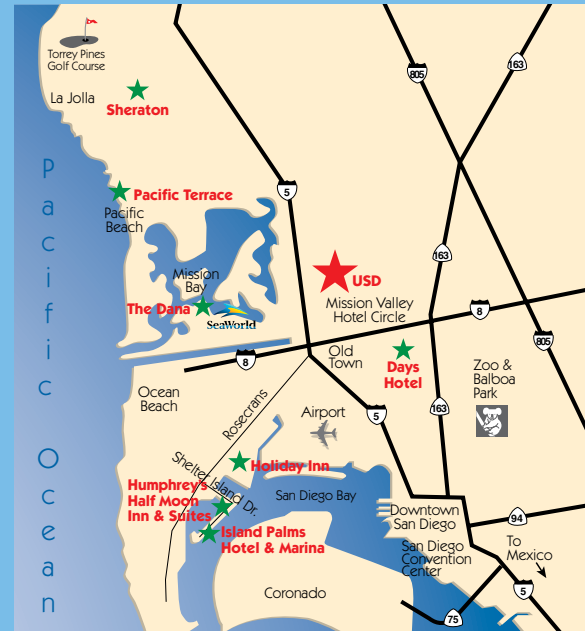 Torrey Pines
Golf Course
La Jolla
Sheraton
805
163
5
Pacific Terrace
Pacific
Beach
Pacific Ocean
163
Mission
Bay
USD
The Dana
SeaWorld
Mission Valley
Hotel Circle
8
805
8
Old
Town
Days
Hotel
Zoo &
Balboa
Park
Ocean
Beach
Rosecrans
Airport
5
163
Shelter Island Dr.
Holiday Inn
Humphrey's
Half Moon
Inn & Suites
San Diego Bay
Island Palms
Hotel & Marina
Downtown
San Diego
94
San Diego
Convention
Center
To
Mexico
Coronado
5
75